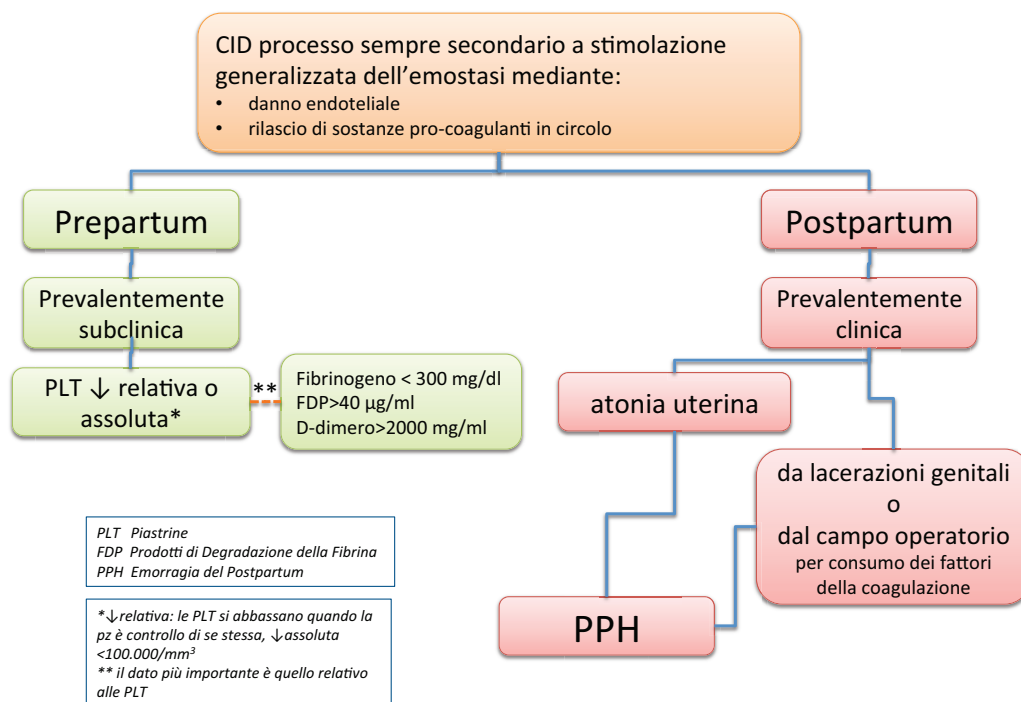 CID processo sempre secondario a stimolazione
generalizzata dell'emostasi mediante:
• danno endoteliale
• rilascio di sostanze pro-coagulanti in circolo
Prepartum
Postpartum
Prevalentemente
subclinica
Prevalentemente
clinica
PLT ↓ relativa o
assoluta*
**
Fibrinogeno < 300 mg/dl
FDP>40 µg/ml
D-dimero>2000 mg/ml
atonia uterina
da lacerazioni genitali
o
dal campo operatorio
per consumo dei fattori
della coagulazione
PPH
PLT Piastrine
FDP Prodotti di Degradazione della Fibrina
PPH Emorragia del Postpartum
*↓relativa: le PLT si abbassano quando la
pz è controllo di se stessa, ↓assoluta
<100.000/mm³
** il dato più importante è quello relativo
alle PLT